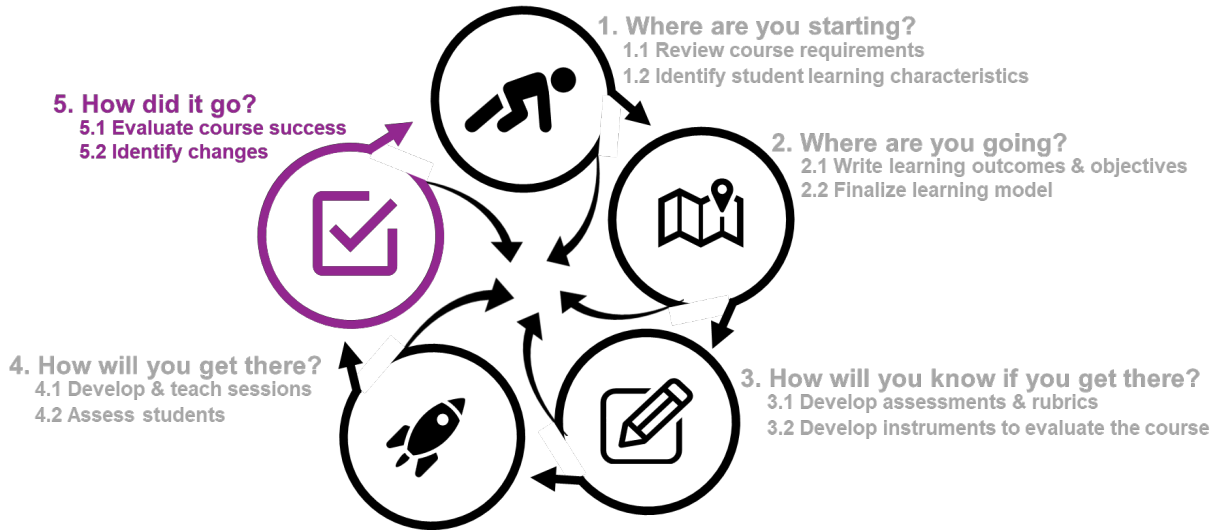 1. Where are you starting?
1.1 Review course requirements
1.2 Identify student learning characteristics
2. Where are you going?
2.1 Write learning outcomes & objectives
2.2 Finalize learning model
3. How will you know if you get there?
3.1 Develop assessments & rubrics
3.2 Develop instruments to evaluate the course
4. How will you get there?
4.1 Develop & teach sessions
4.2 Assess students
5. How did it go?
5.1 Evaluate course success
5.2 Identify changes